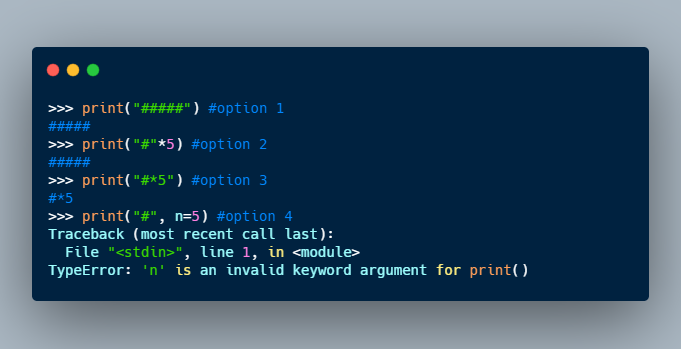 >>> print("#####") #option 1
#####
>>> print("#"*5) #option 2
#####
>>> print("#*5") #option 3
#*5
>>> print("#", n=5) #option 4
Traceback (most recent call last):
  File "<stdin>", line 1, in <module>
TypeError: 'n' is an invalid keyword argument for print()